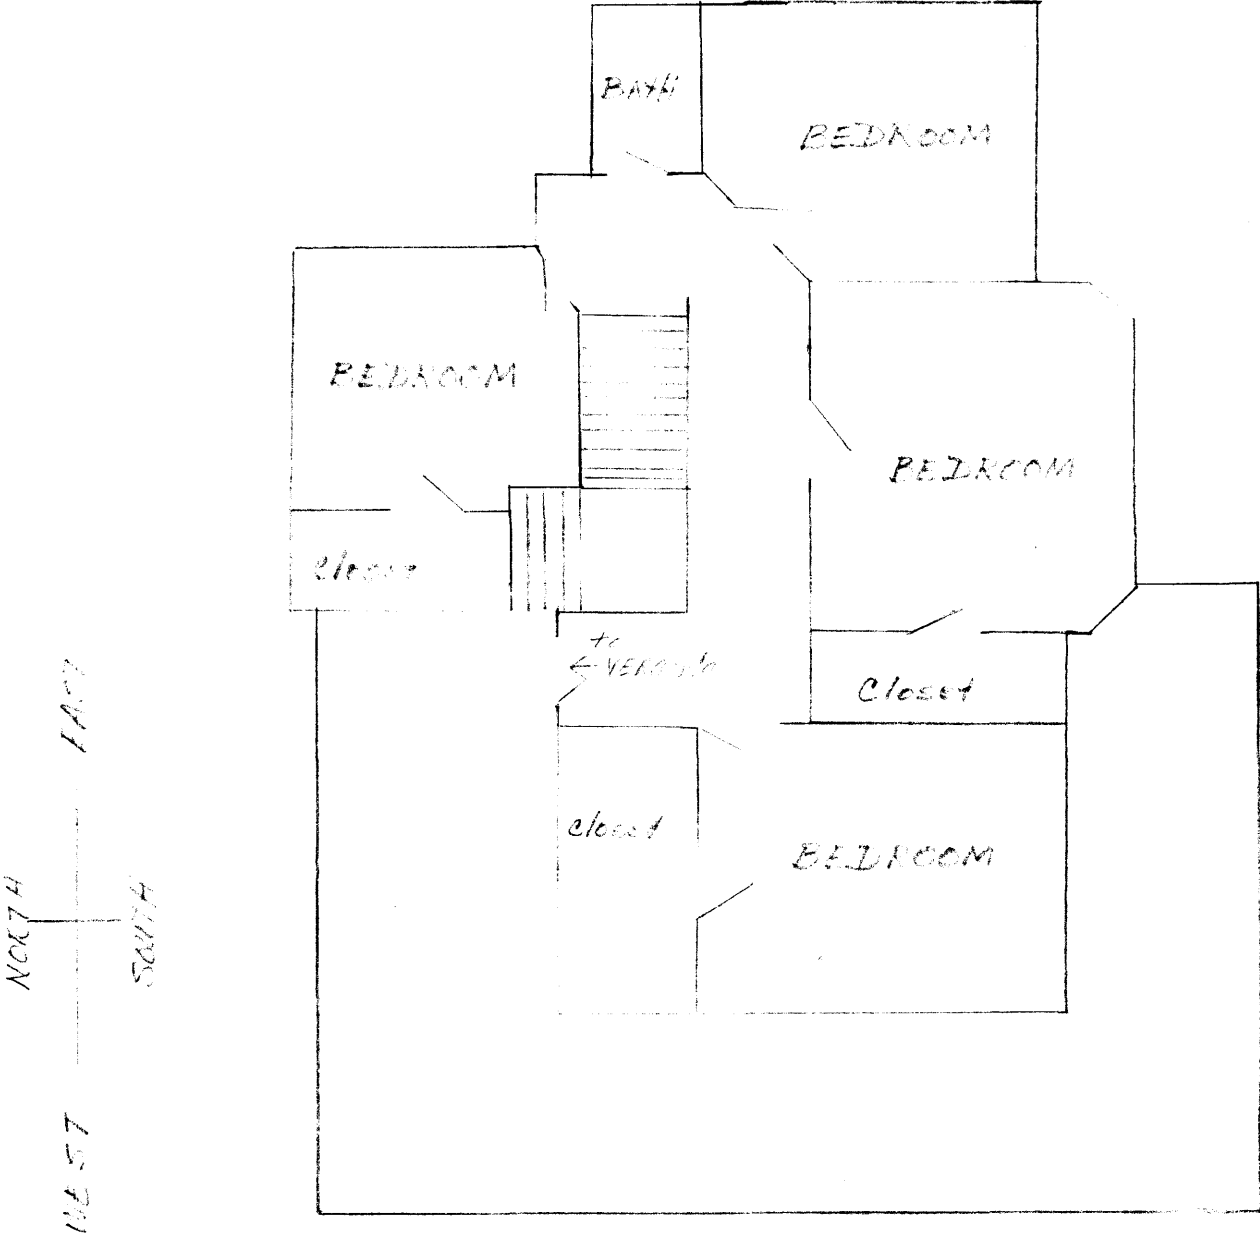 BATH
BEDROOM
BEDROOM
BEDROOM
Closet
to
← VERANDA
Closet
closet
BEDROOM
EAST
NORTH
SOUTH
WEST